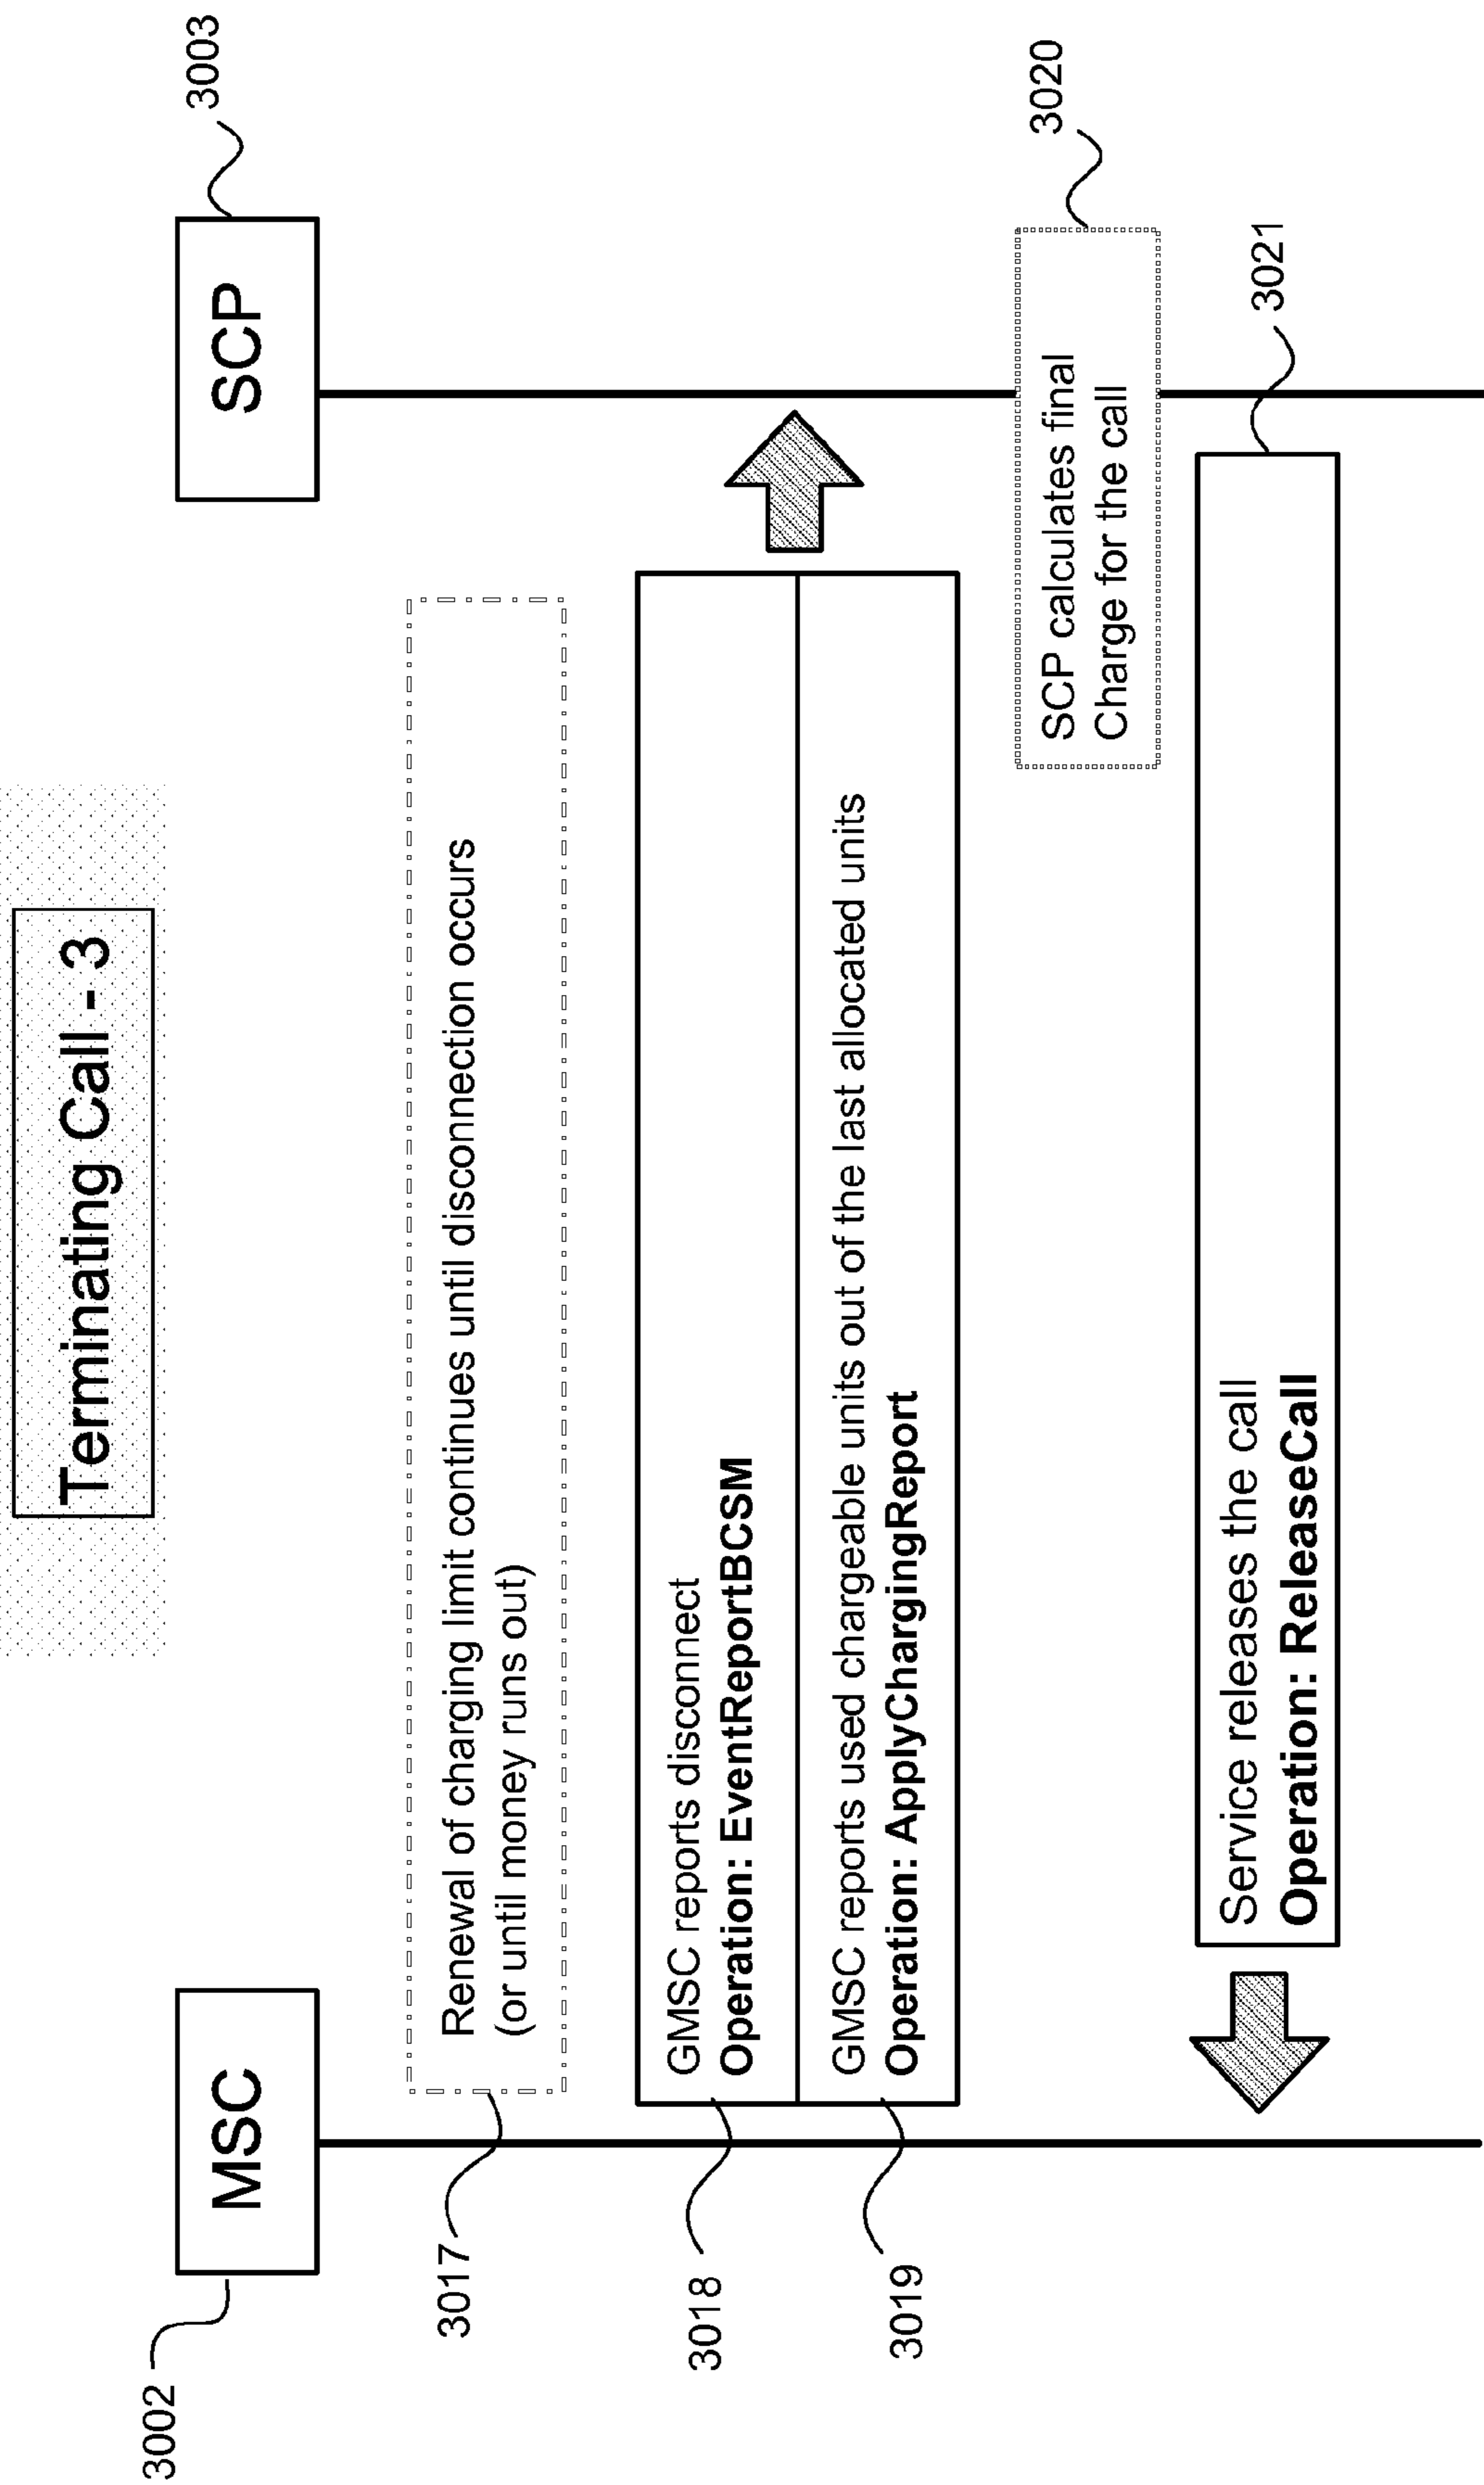 Terminating Call - 3
3002
MSC
SCP
3003
3017
Renewal of charging limit continues until disconnection occurs
(or until money runs out)
3018
GMSC reports disconnect
Operation: EventReportBCSM
3019
GMSC reports used chargeable units out of the last allocated units
Operation: ApplyChargingReport
SCP calculates final
Charge for the call
3020
Service releases the call
Operation: ReleaseCall
3021